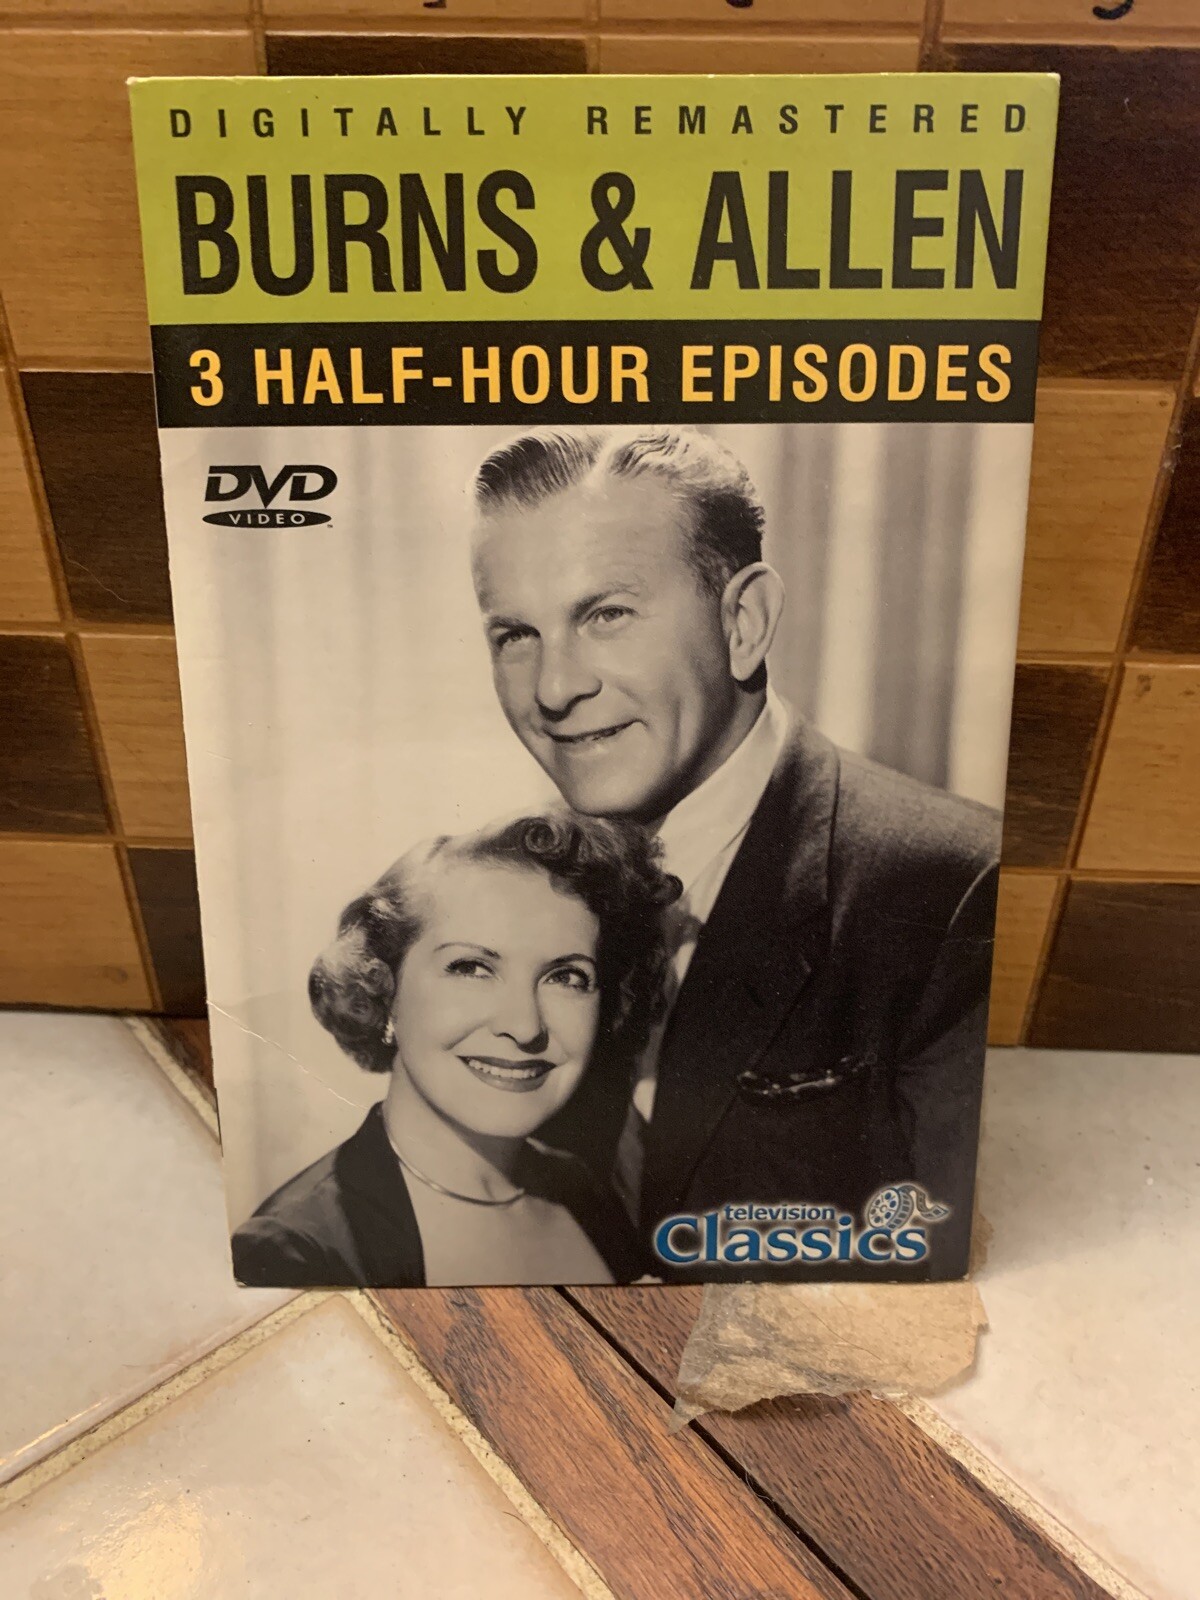 DIGITALLY REMASTERED
BURNS & ALLEN
3 HALF-HOUR EPISODES
DVD
VIDEO
television
Classics